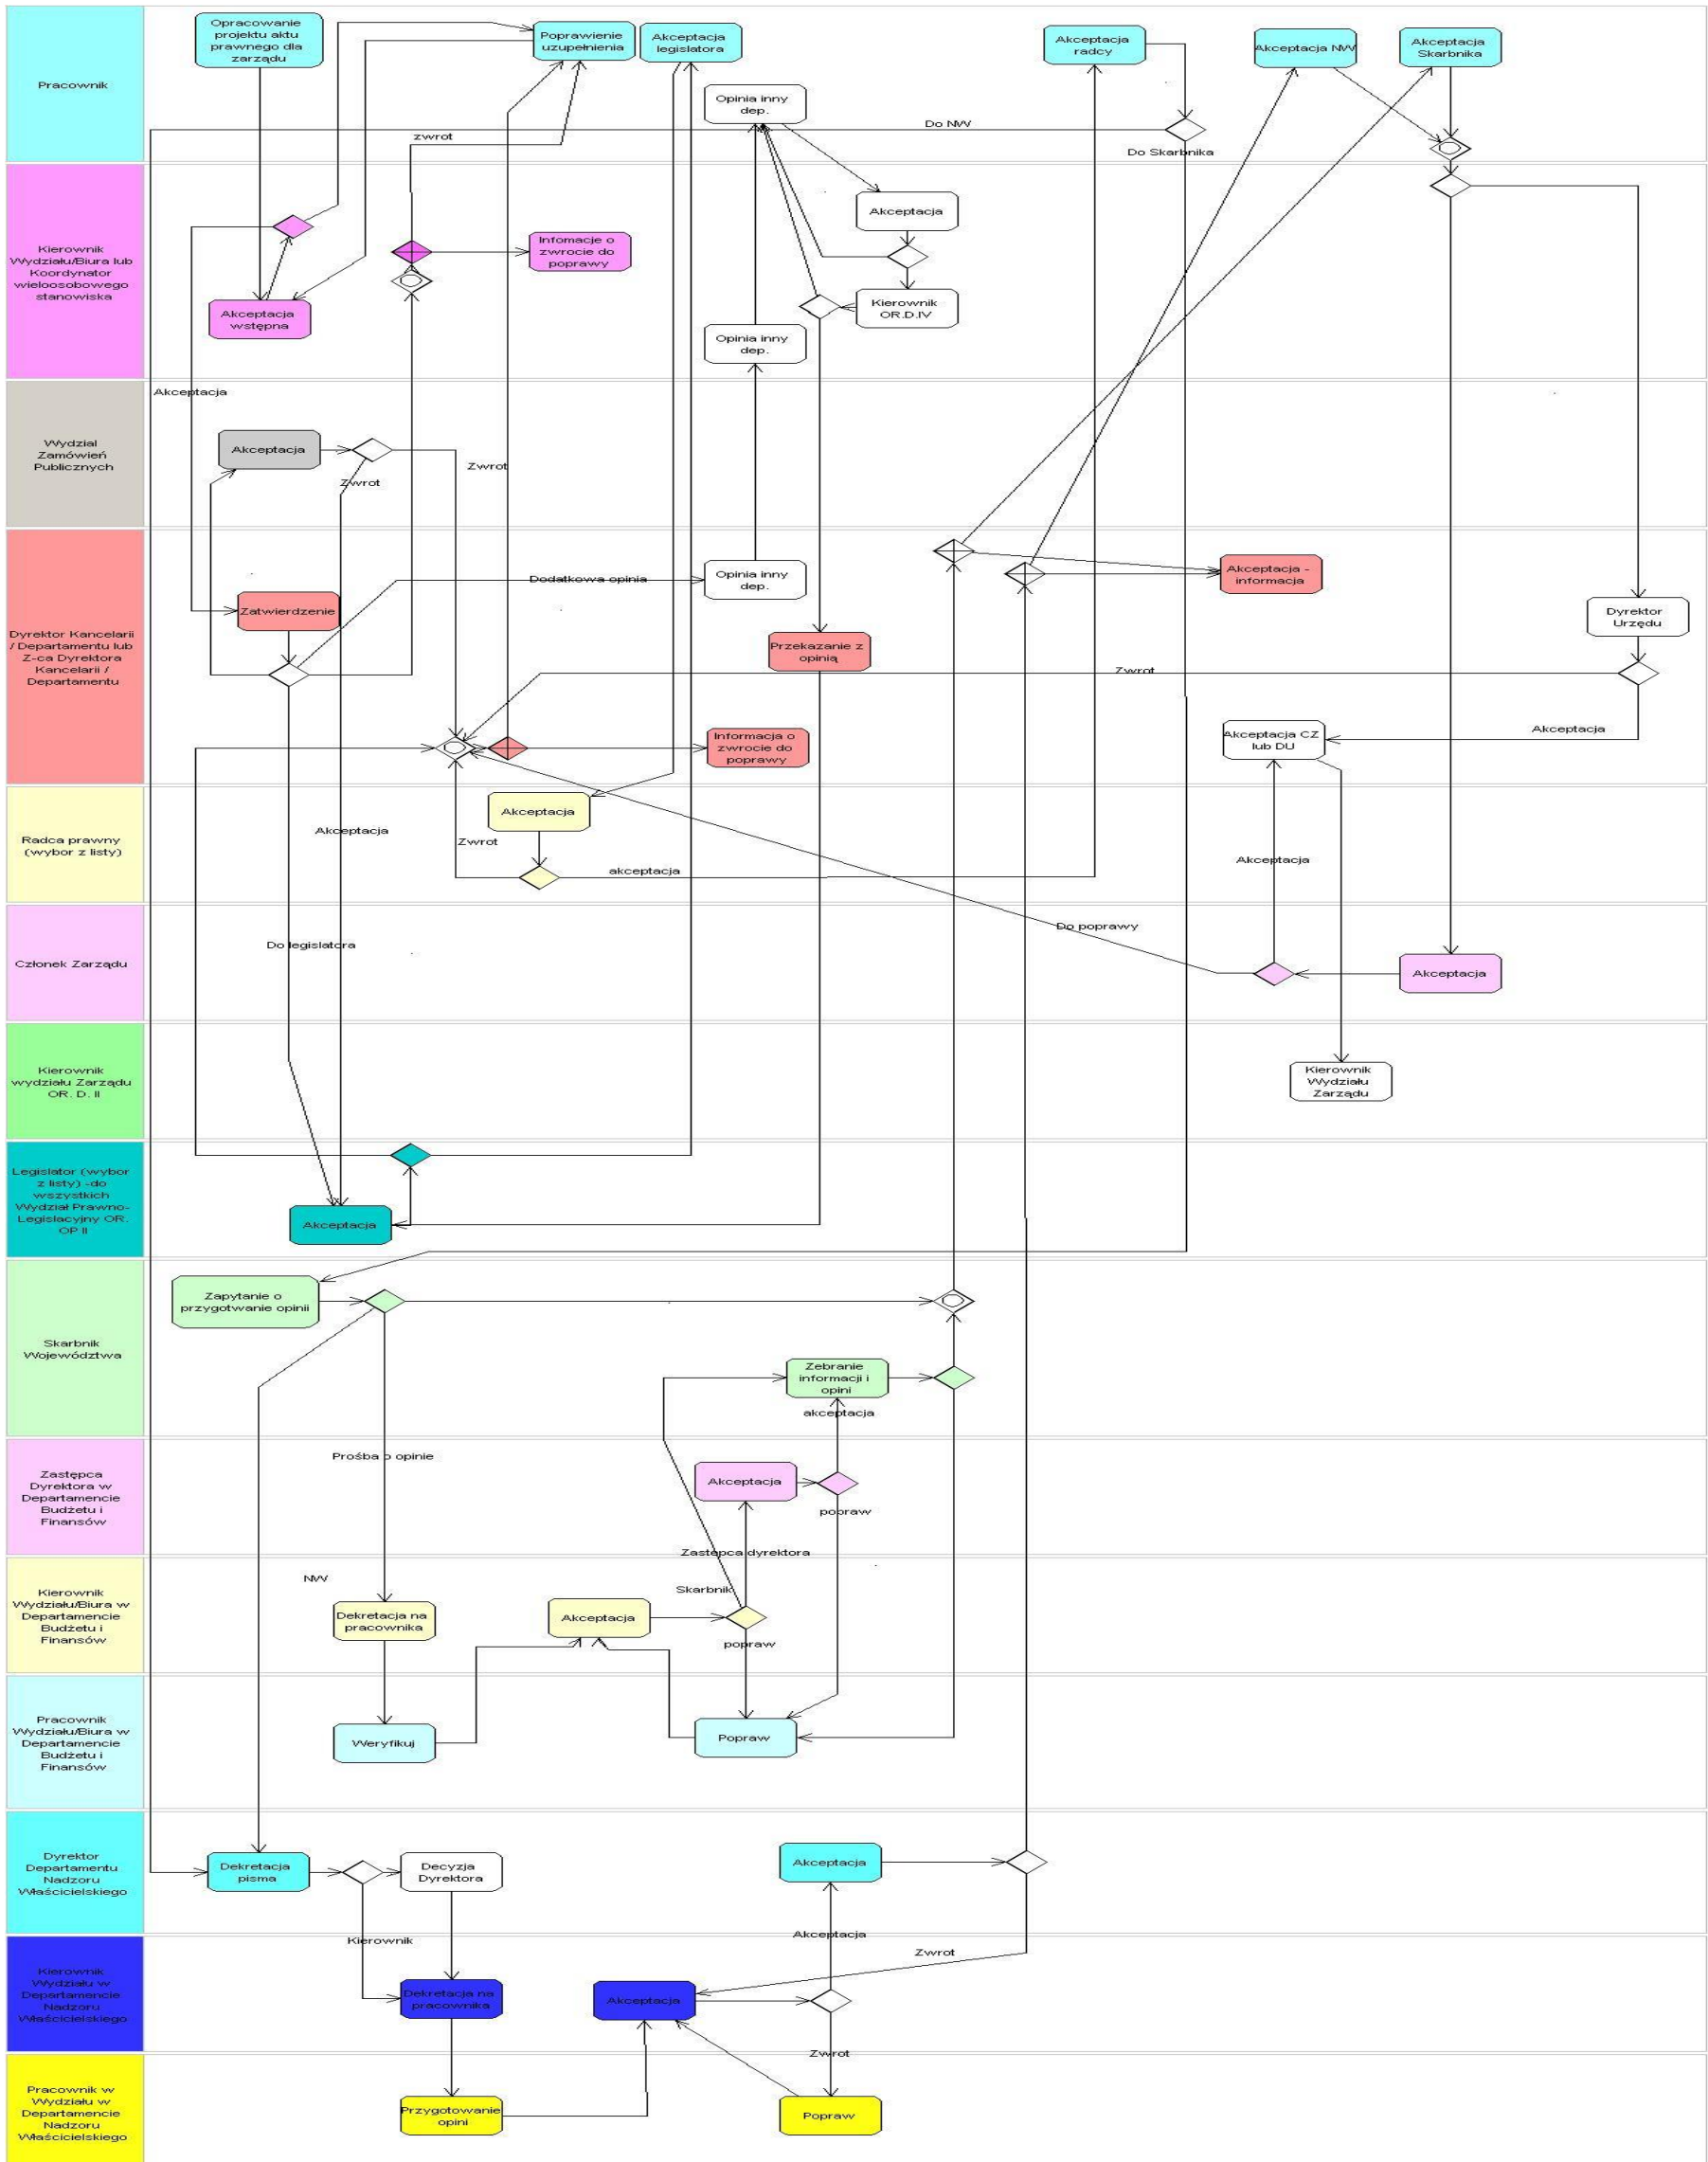 Pracownik
Opracowanie
projektu aktu
prawnego dla
zarządu
Poprawienie
uzupełnienia
Akceptacja
legislatora
Akceptacja
radcy
Akceptacja NW
Akceptacja
Skarbnika
Opinia inny
dep.
zwrot
Do NW
Do Skarbnika
Kierownik
Wydziału/Biura lub
Koordynator
wieloosobowego
stanowiska
Akceptacja
wstępna
Infomacje o
zwrocie do
poprawy
Akceptacja
Kierownik
OR.D.IV
Opinia inny
dep.
Akceptacja
Wydzial
Zamówień
Publicznych
Akceptacja
Zwrot
Zwrot
Dyrektor Kancelarii
/ Departamentu lub
Z-ca Dyrektora
Kancelarii /
Departamentu
Zatwierdzenie
Dodatkowa opinia
Opinia inny
dep.
Akceptacja -
informacja
Dyrektor
Urzędu
Przekazanie z
opinią
Zwrot
Akceptacja CZ
lub DU
Akceptacja
Informacja o
zwrocie do
poprawy
Radca prawny
(wybor z listy)
Akceptacja
Akceptacja
Zwrot
akceptacja
Akceptacja
Członek Zarządu
Do legislatora
Do poprawy
Akceptacja
Kierownik
wydziału Zarządu
OR. D. II
Kierownik
Wydziału
Zarządu
Legislator (wybor
z listy) -do
wszystkich
Wydział Prawno-
Legislacyjny OR.
OP II
Akceptacja
Skarbnik
Województwa
Zapytanie o
przygotwanie opinii
Zebranie
informacji i
opini
akceptacja
Zastępca
Dyrektora w
Departamencie
Budżetu i
Finansów
Prośba o opinie
Akceptacja
popraw
Zastępca dyrektora
Kierownik
Wydziału/Biura w
Departamencie
Budżetu i
Finansów
NW
Dekretacja na
pracownika
Akceptacja
Skarbnik
popraw
Pracownik
Wydziału/Biura w
Departamencie
Budżetu i
Finansów
Weryfikuj
Popraw
Dyrektor
Departamentu
Nadzoru
Właścicielskiego
Dekretacja
pisma
Decyzja
Dyrektora
Akceptacja
Kierownik
Akceptacja
Kierownik
Wydziału w
Departamencie
Nadzoru
Właścicielskiego
Dekretacja na
pracownika
Akceptacja
Zwrot
Zwrot
Pracownik w
Wydziału w
Departamencie
Nadzoru
Właścicielskiego
Przygotowanie
opini
Popraw